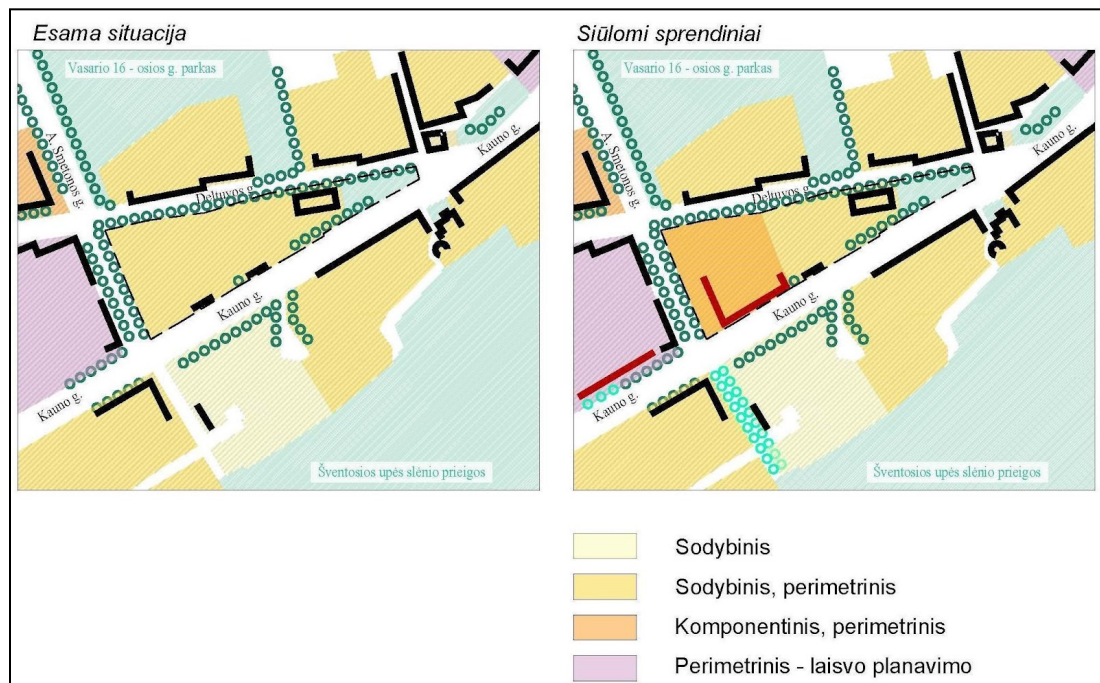 Esama situacija
Vasario 16 - osios g. parkas
A. Smetonos g.
Deltuvos g.
Kauno g.
Kauno g.
Kauno g.
Šventosios upės slėnio prieigos
Siūlomi sprendiniai
Vasario 16 - osios g. parkas
A. Smetonos g.
Deltuvos g.
Kauno g.
Kauno g.
Kauno g.
Šventosios upės slėnio prieigos
Sodybinis
Sodybinis, perimetrinis
Komponentinis, perimetrinis
Perimetrinis - laisvo planavimo